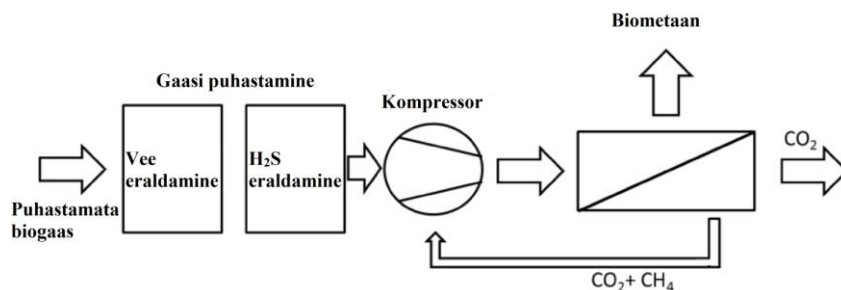 Biometaan
Gaasi puhastamine
Kompressor
CO₂
Vee
eraldamine
H₂S
eraldamine
Puhastamata
biogaas
CO₂+ CH₄